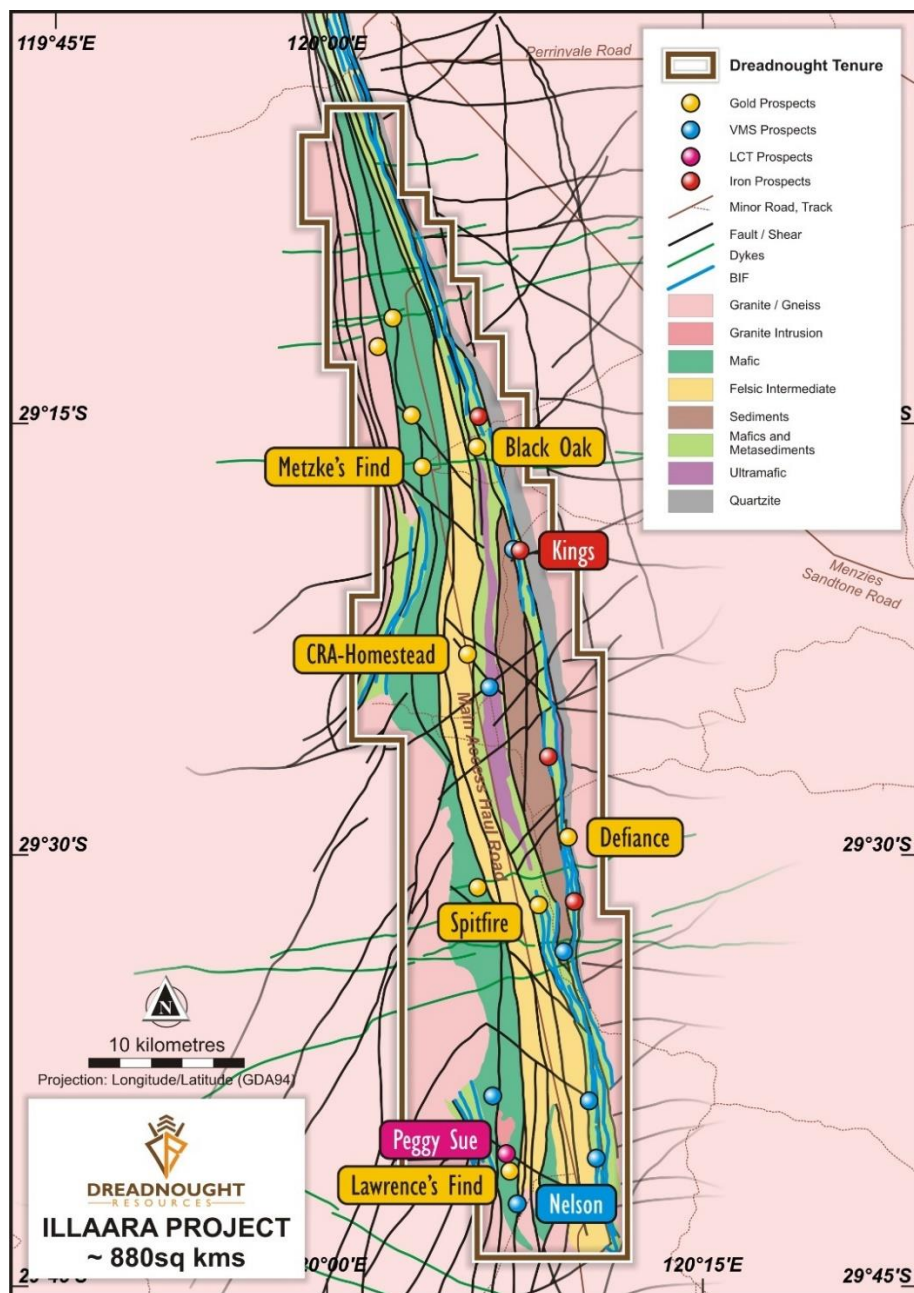 119°45'E
120°00'E
Perrinvale Road
Dreadnought Tenure
Gold Prospects
VMS Prospects
LCT Prospects
Iron Prospects
Minor Road, Track
Fault / Shear
Dykes
BIF
Granite / Gneiss
Granite Intrusion
Mafic
Felsic Intermediate
Sediments
Mafics and
Metasediments
Ultramafic
Quartzite
29°15'S
29°15'S
Black Oak
Metzke's Find
Kings
Menzies
Sandtone Road
CRA-Homestead
Main Access Haul Road
Defiance
29°30'S
29°30'S
Spitfire
N
10 kilometres
Projection: Longitude/Latitude (GDA94)
Peggy Sue
Lawrence's Find
Nelson
DREADNOUGHT
RESOURCES
ILLAARA PROJECT
~ 880sq kms
120°15'E
29°45'S